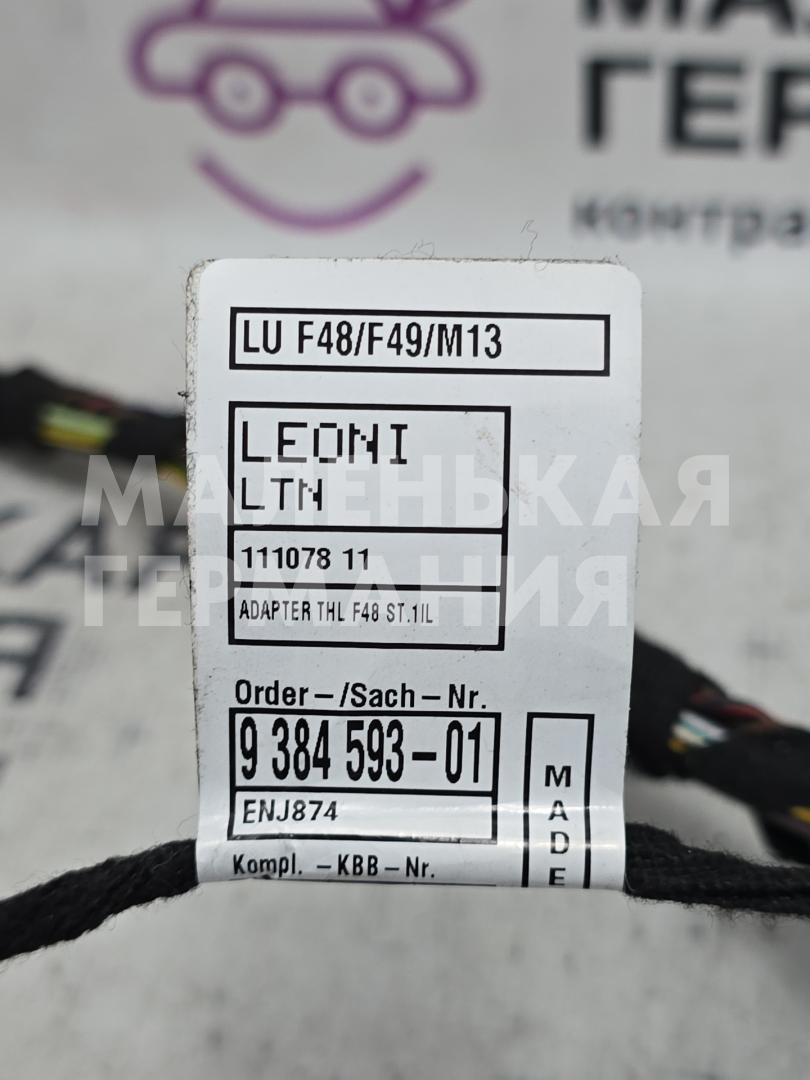 ГЕР
контра
LU F48/F49/M13
LEONI
LTN
111078 11
ADAPTER THL F48 ST.1IL
Order-/Sach-Nr.
9 384 593-01
ENJ874
Kompl. -KBB-Nr.
MADE
МАЛЕНЬКАЯ
ГЕРМАНИЯ